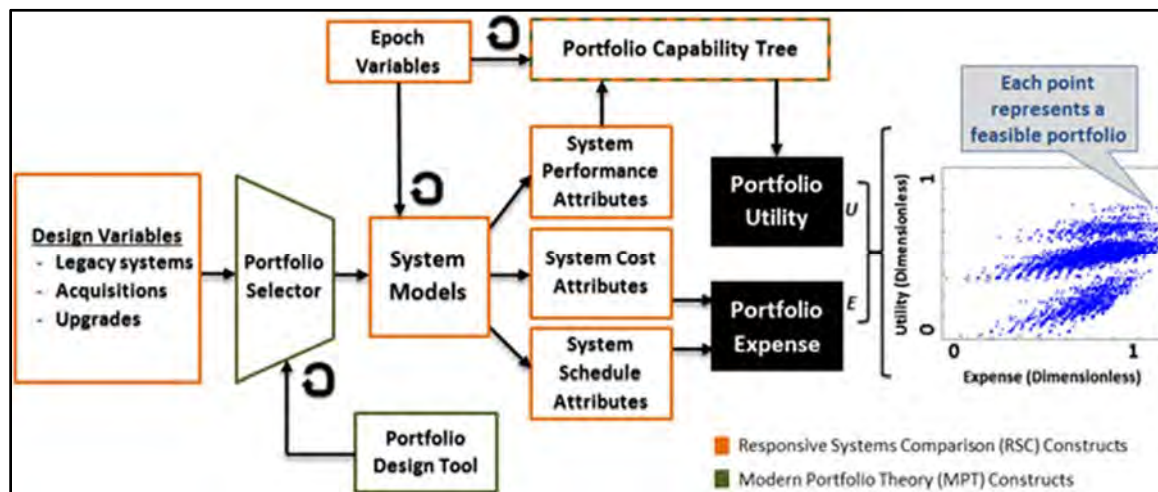 Epoch
Variables
Portfolio Capability Tree
Each point
represents a
feasible portfolio
System
Performance
Attributes
Portfolio
Utility
U
Design Variables
- Legacy systems
- Acquisitions
- Upgrades
Portfolio
Selector
System
Models
System Cost
Attributes
Portfolio
Expense
E
System
Schedule
Attributes
Portfolio
Design Tool
Utility (Dimensionless)
1
0
0
1
Expense (Dimensionless)
Responsive Systems Comparison (RSC) Constructs
Modern Portfolio Theory (MPT) Constructs